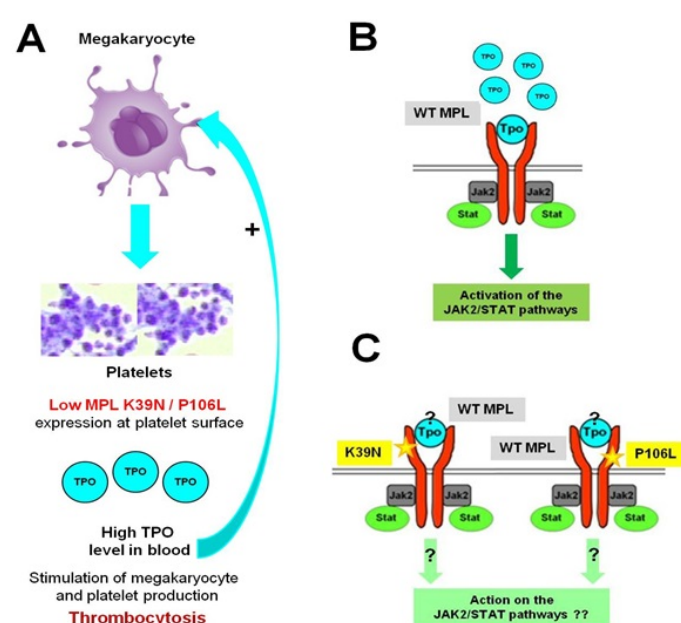 A
Megakaryocyte
+
Platelets
Low MPL K39N / P106L
expression at platelet surface
TPO
TPO
TPO
High TPO
level in blood
Stimulation of megakaryocyte
and platelet production
Thrombocytosis
B
TPO
TPO
TPO
TPO
WT MPL
Tpo
Jak2
Jak2
Stat
Stat
Activation of the
JAK2/STAT pathways
C
?
WT MPL
Tpo
K39N
Jak2
Jak2
Stat
Stat
?
?
Tpo
WT MPL
P106L
Jak2
Jak2
Stat
Stat
?
Action on the
JAK2/STAT pathways ??